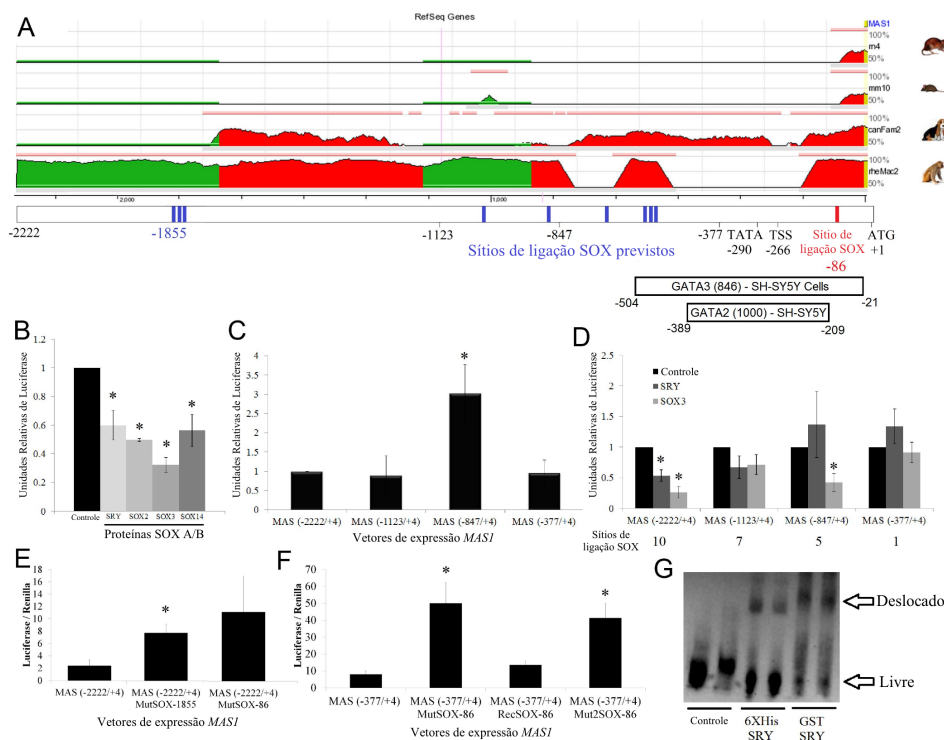 A
RefSeq Genes
MAS1
100%
rn4
50%
100%
mm10
50%
100%
canFam2
50%
100%
rheMac2
50%
2,000
1,000
-2222
-1855
-1123
-847
-377
TATA
-290
TSS
-266
Sítio de
ligação SOX
-86
ATG
+1
Sítios de ligação SOX previstos
GATA3 (846) - SH-SY5Y Cells
-504
-21
GATA2 (1000) - SH-SY5Y
-389
-209
B
Unidades Relativas de Luciferase
1.2
1
0.8
0.6
0.4
0.2
0
*
*
*
*
Controle
SRY
SOX2
SOX3
SOX14
Proteínas SOX A/B
C
Unidades Relativas de Luciferase
4
3.5
3
2.5
2
1.5
1
0.5
0
*
MAS (-2222/+4)
MAS (-1123/+4)
MAS (-847/+4)
MAS (-377/+4)
Vetores de expressão MAS1
D
Unidades Relativas de Luciferase
2.5
2
1.5
1
0.5
0
Controle
SRY
SOX3
*
*
*
MAS (-2222/+4)
MAS (-1123/+4)
MAS (-847/+4)
MAS (-377/+4)
Sítios de
ligação SOX
10
7
5
1
E
Luciferase / Renilla
18
16
14
12
10
8
6
4
2
0
*
MAS (-2222/+4)
MAS (-2222/+4)
MutSOX-1855
MAS (-2222/+4)
MutSOX-86
Vetores de expressão MAS1
F
Luciferase / Renilla
70
60
50
40
30
20
10
0
*
*
MAS (-377/+4)
MAS (-377/+4)
MutSOX-86
MAS (-377/+4)
RecSOX-86
MAS (-377/+4)
Mut2SOX-86
Vetores de expressão MAS1
G
Deslocado
Livre
Controle
6XHis
SRY
GST
SRY